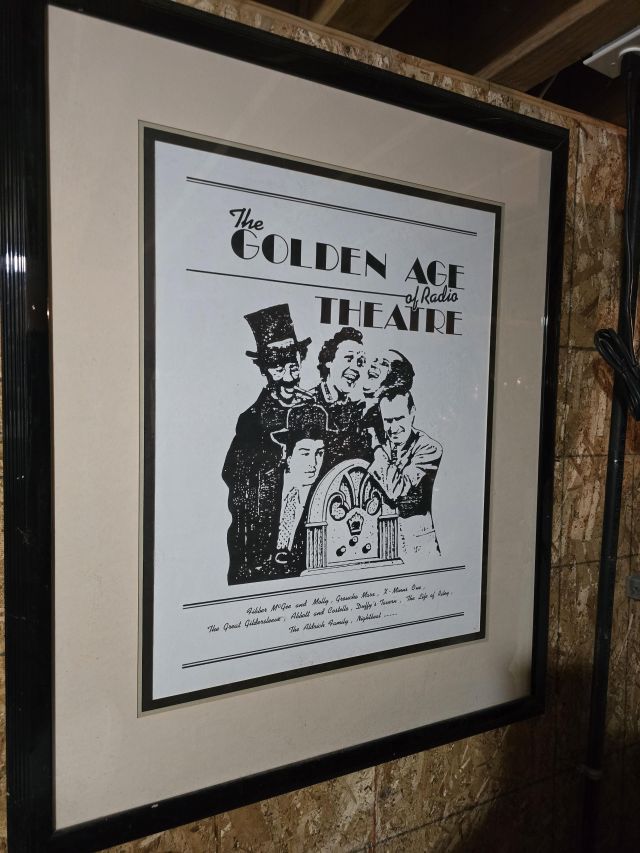 The
GOLDEN AGE
of Radio
THEATRE
Fibber McGee and Molly, Groucho Marx, X-Minus One,
The Great Gildersleeve, Abbott and Costello, Duffy's Tavern, The Life of Riley,
The Aldrich Family, Nightbeat .....